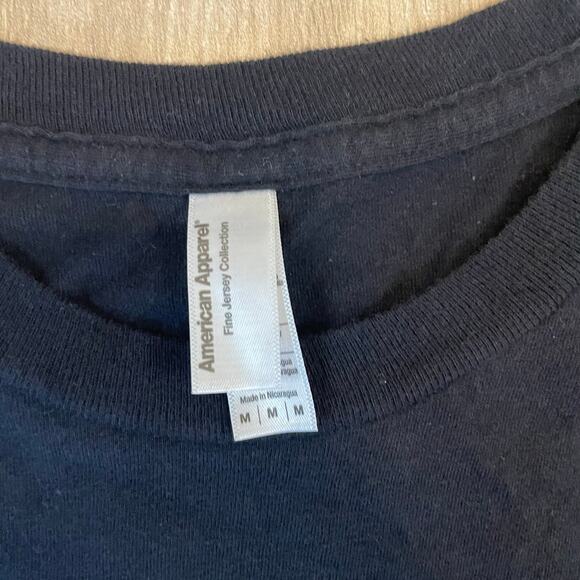 American Apparel®
Fine Jersey Collection
Made in Nicaragua
M | M | M